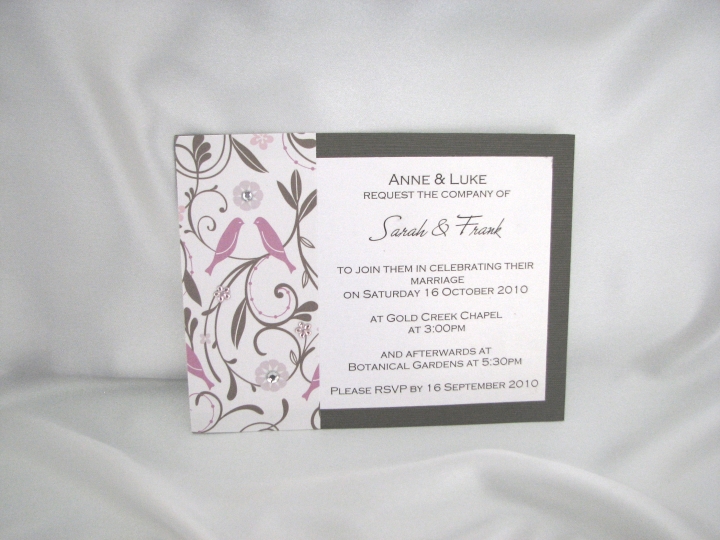 Anne & Luke
request the company of
Sarah & Frank
to join them in celebrating their
marriage
on Saturday 16 October 2010
at Gold Creek Chapel
at 3:00pm
and afterwards at
Botanical Gardens at 5:30pm
Please RSVP by 16 September 2010